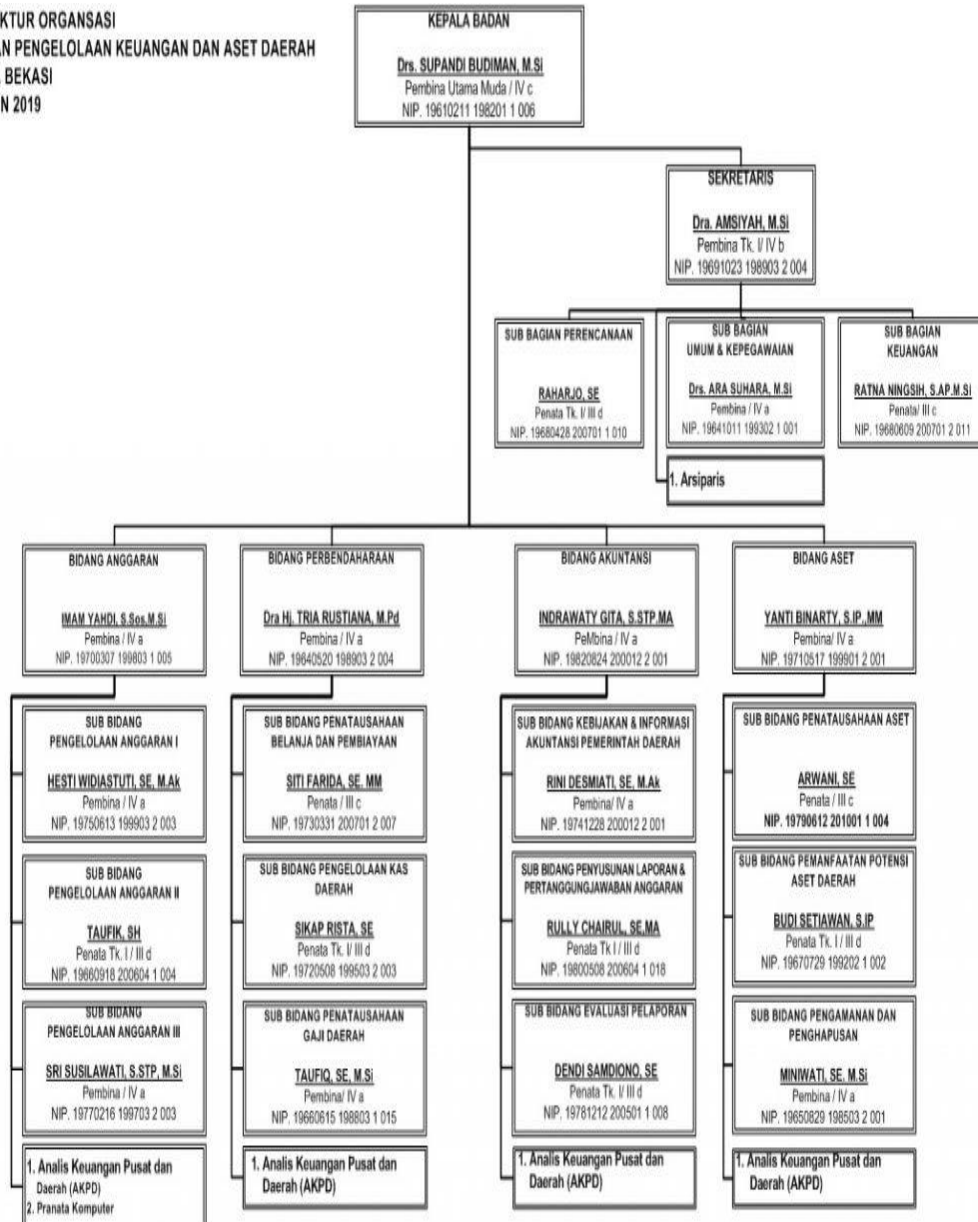 KTUR ORGANSASI
AN PENGELOLAAN KEUANGAN DAN ASET DAERAH
BEKASI
N 2019
KEPALA BADAN
Drs. SUPANDI BUDIMAN, M.Si
Pembina Utama Muda / IV c
NIP. 19610211 198201 1 006
SEKRETARIS
Dra. AMSIYAH, M.Si
Pembina Tk. I/ IV b
NIP. 19691023 198903 2 004
SUB BAGIAN PERENCANAAN
RAHARJO, SE
Penata Tk. I/ III d
NIP. 19680428 200701 1 010
SUB BAGIAN
UMUM & KEPEGAWAIAN
Drs. ARA SUHARA, M.Si
Pembina / IV a
NIP. 19641011 199302 1 001
SUB BAGIAN
KEUANGAN
RATNA NINGSIH, S.AP.M.Si
Penata/ III c
NIP. 19680609 200701 2 011
1. Arsiparis
BIDANG ANGGARAN
IMAM YAHDI, S.Sos.M.Si
Pembina / IV a
NIP. 19700307 199803 1 005
BIDANG PERBENDAHARAAN
Dra Hj. TRIA RUSTIANA, M.Pd
Pembina / IV a
NIP. 19640520 198903 2 004
BIDANG AKUNTANSI
INDRAWATY GITA, S.STP.MA
PeMbina / IV a
NIP. 19820824 200012 2 001
BIDANG ASET
YANTI BINARTY, S.IP.,MM
Pembina/ IV a
NIP. 19710517 199901 2 001
SUB BIDANG
PENGELOLAAN ANGGARAN I
HESTI WIDIASTUTI, SE, M.Ak
Pembina / IV a
NIP. 19750613 199903 2 003
SUB BIDANG PENATAUSAHAAN
BELANJA DAN PEMBIAYAAN
SITI FARIDA, SE. MM
Penata / III c
NIP. 19730331 200701 2 007
SUB BIDANG KEBIJAKAN & INFORMASI
AKUNTANSI PEMERINTAH DAERAH
RINI DESMIATI, SE, M.Ak
Pembina/ IV a
NIP. 19741228 200012 2 001
SUB BIDANG PENATAUSAHAAN ASET
ARWANI, SE
Penata / III c
NIP. 19790612 201001 1 004
SUB BIDANG
PENGELOLAAN ANGGARAN II
TAUFIK, SH
Penata Tk. I / III d
NIP. 19660918 200604 1 004
SUB BIDANG PENGELOLAAN KAS
DAERAH
SIKAP RISTA, SE
Penata Tk. I/ III d
NIP. 19720508 199503 2 003
SUB BIDANG PENYUSUNAN LAPORAN &
PERTANGGUNGJAWABAN ANGGARAN
RULLY CHAIRUL, SE,MA
Penata Tk I / III d
NIP. 19800508 200604 1 018
SUB BIDANG PEMANFAATAN POTENSI
ASET DAERAH
BUDI SETIAWAN, S.IP
Penata Tk. I / III d
NIP. 19670729 199202 1 002
SUB BIDANG
PENGELOLAAN ANGGARAN III
SRI SUSILAWATI, S.STP, M.Si
Pembina / IV a
NIP. 19770216 199703 2 003
SUB BIDANG PENATAUSAHAAN
GAJI DAERAH
TAUFIQ, SE, M.Si
Pembina/ IV a
NIP. 19660615 198803 1 015
SUB BIDANG EVALUASI PELAPORAN
DENDI SAMDIONO, SE
Penata Tk. I/ III d
NIP. 19781212 200501 1 008
SUB BIDANG PENGAMANAN DAN
PENGHAPUSAN
MINIWATI, SE. M.Si
Pembina / IV a
NIP. 19650829 198503 2 001
1. Analis Keuangan Pusat dan
Daerah (AKPD)
2. Pranata Komputer
1. Analis Keuangan Pusat dan
Daerah (AKPD)
1. Analis Keuangan Pusat dan
Daerah (AKPD)
1. Analis Keuangan Pusat dan
Daerah (AKPD)